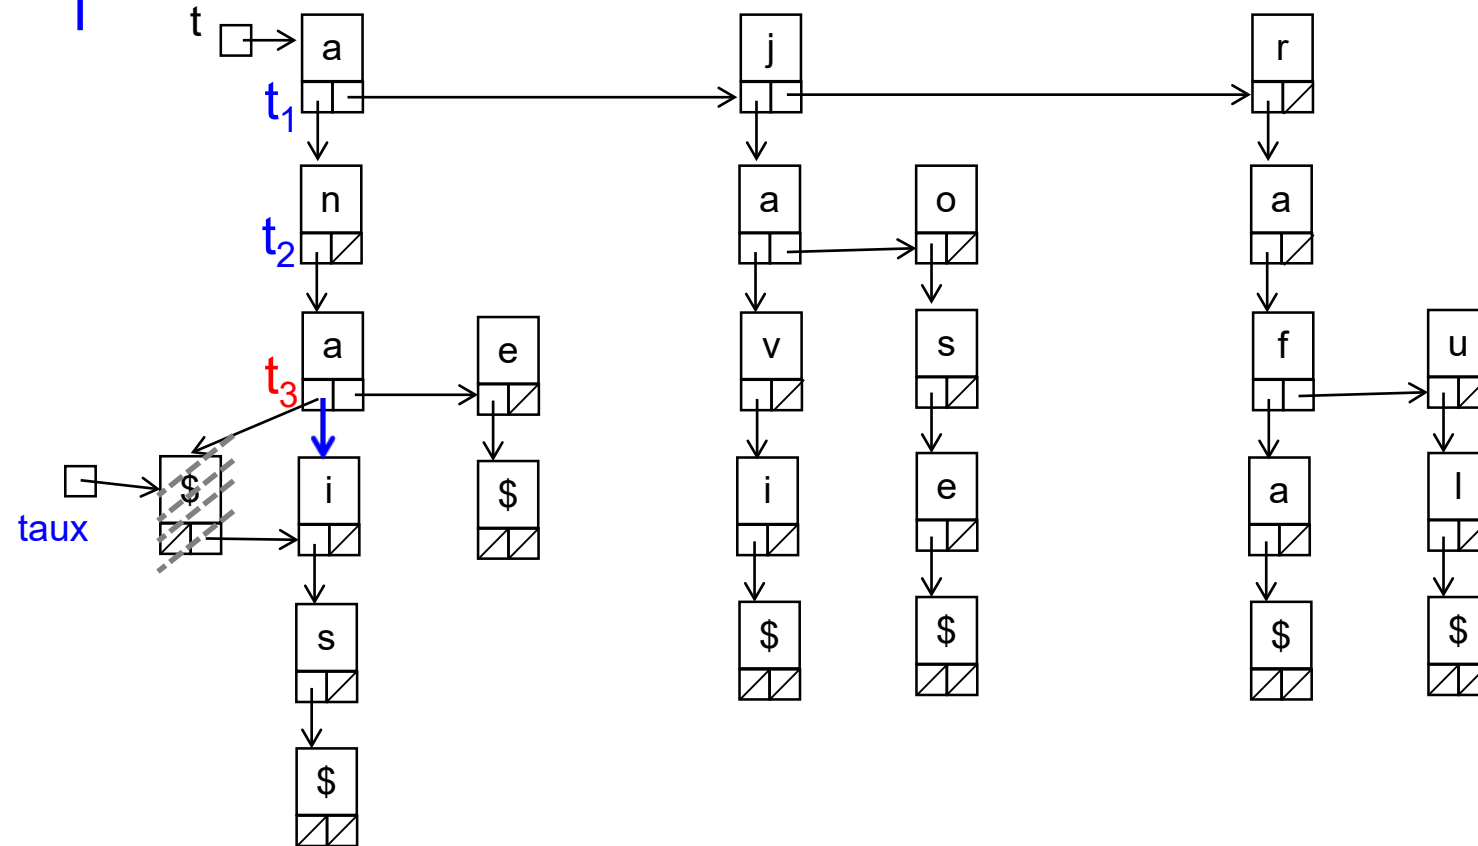 t a j r
t1
n a o a
t2
a e v s f u
t3
$ i $ i e a l
taux
s $ $ $ $
$